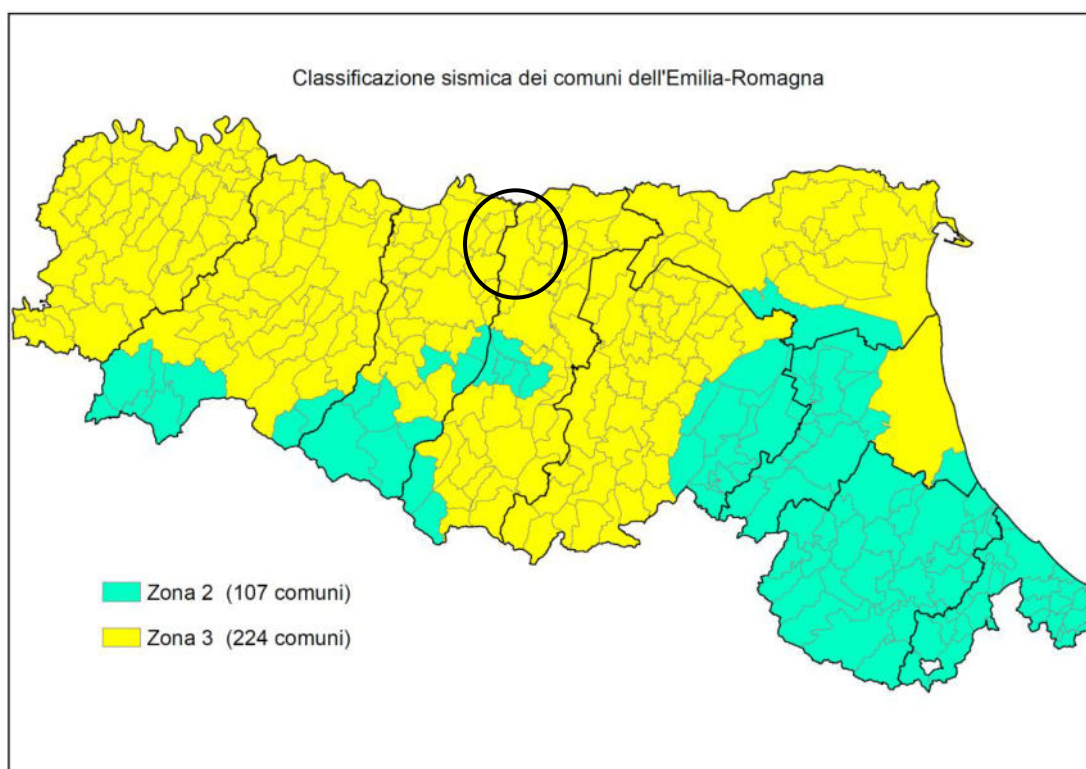 Classificazione sismica dei comuni dell'Emilia-Romagna
Zona 2 (107 comuni)
Zona 3 (224 comuni)